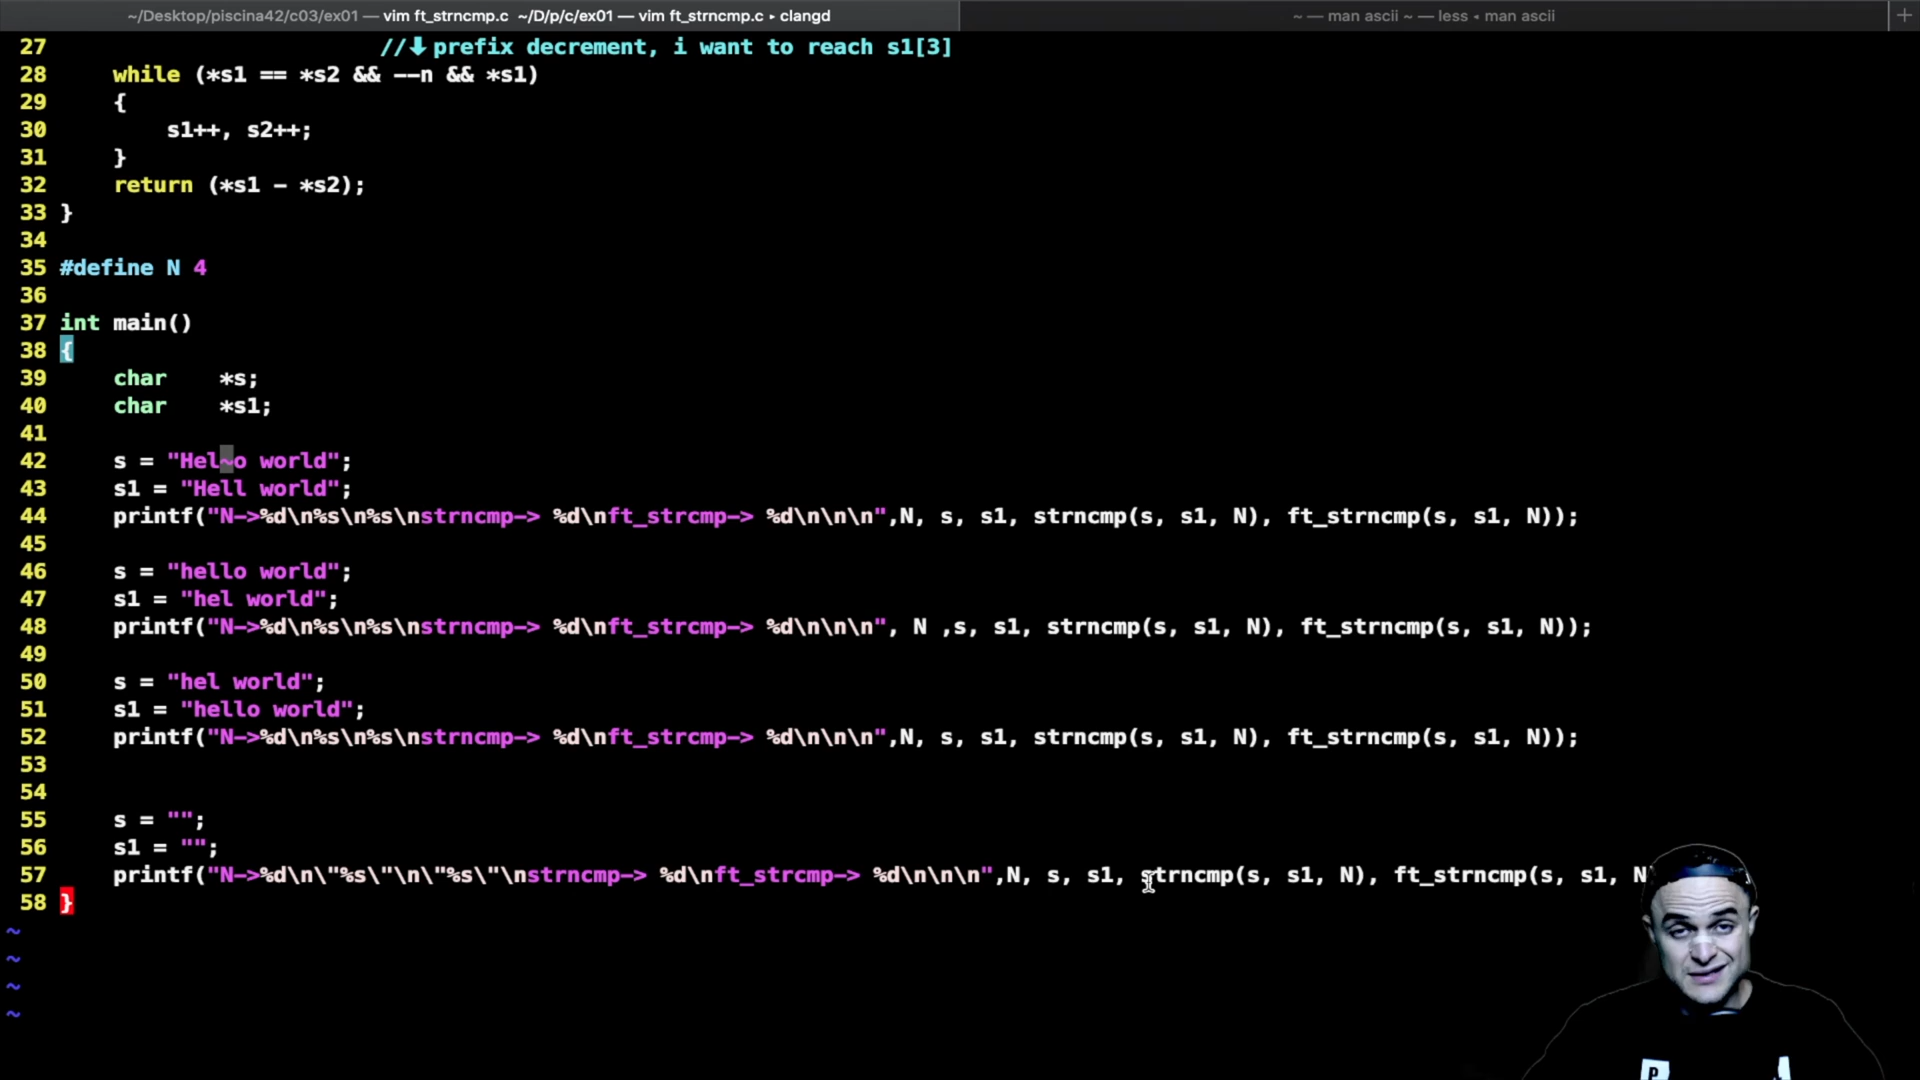 ~/Desktop/piscina42/c03/ex01 — vim ft_strncmp.c ~/D/p/c/ex01 — vim ft_strncmp.c ▸ clangd
~ — man ascii ~ — less ◂ man ascii +
27 //⬇prefix decrement, i want to reach s1[3]
28 while (*s1 == *s2 && --n && *s1)
29 {
30 s1++, s2++;
31 }
32 return (*s1 - *s2);
33 }
34
35 #define N 4
36
37 int main()
38 {
39 char *s;
40 char *s1;
41
42 s = "Hel~o world";
43 s1 = "Hell world";
44 printf("N->%d\n%s\n%s\nstrncmp-> %d\nft_strcmp-> %d\n\n\n",N, s, s1, strncmp(s, s1, N), ft_strncmp(s, s1, N));
45
46 s = "hello world";
47 s1 = "hel world";
48 printf("N->%d\n%s\n%s\nstrncmp-> %d\nft_strcmp-> %d\n\n\n", N ,s, s1, strncmp(s, s1, N), ft_strncmp(s, s1, N));
49
50 s = "hel world";
51 s1 = "hello world";
52 printf("N->%d\n%s\n%s\nstrncmp-> %d\nft_strcmp-> %d\n\n\n",N, s, s1, strncmp(s, s1, N), ft_strncmp(s, s1, N));
53
54
55 s = "";
56 s1 = "";
57 printf("N->%d\n\"%s\"\n\"%s\"\nstrncmp-> %d\nft_strcmp-> %d\n\n\n",N, s, s1, strncmp(s, s1, N), ft_strncmp(s, s1, N
58 }
~
~
~
~
P